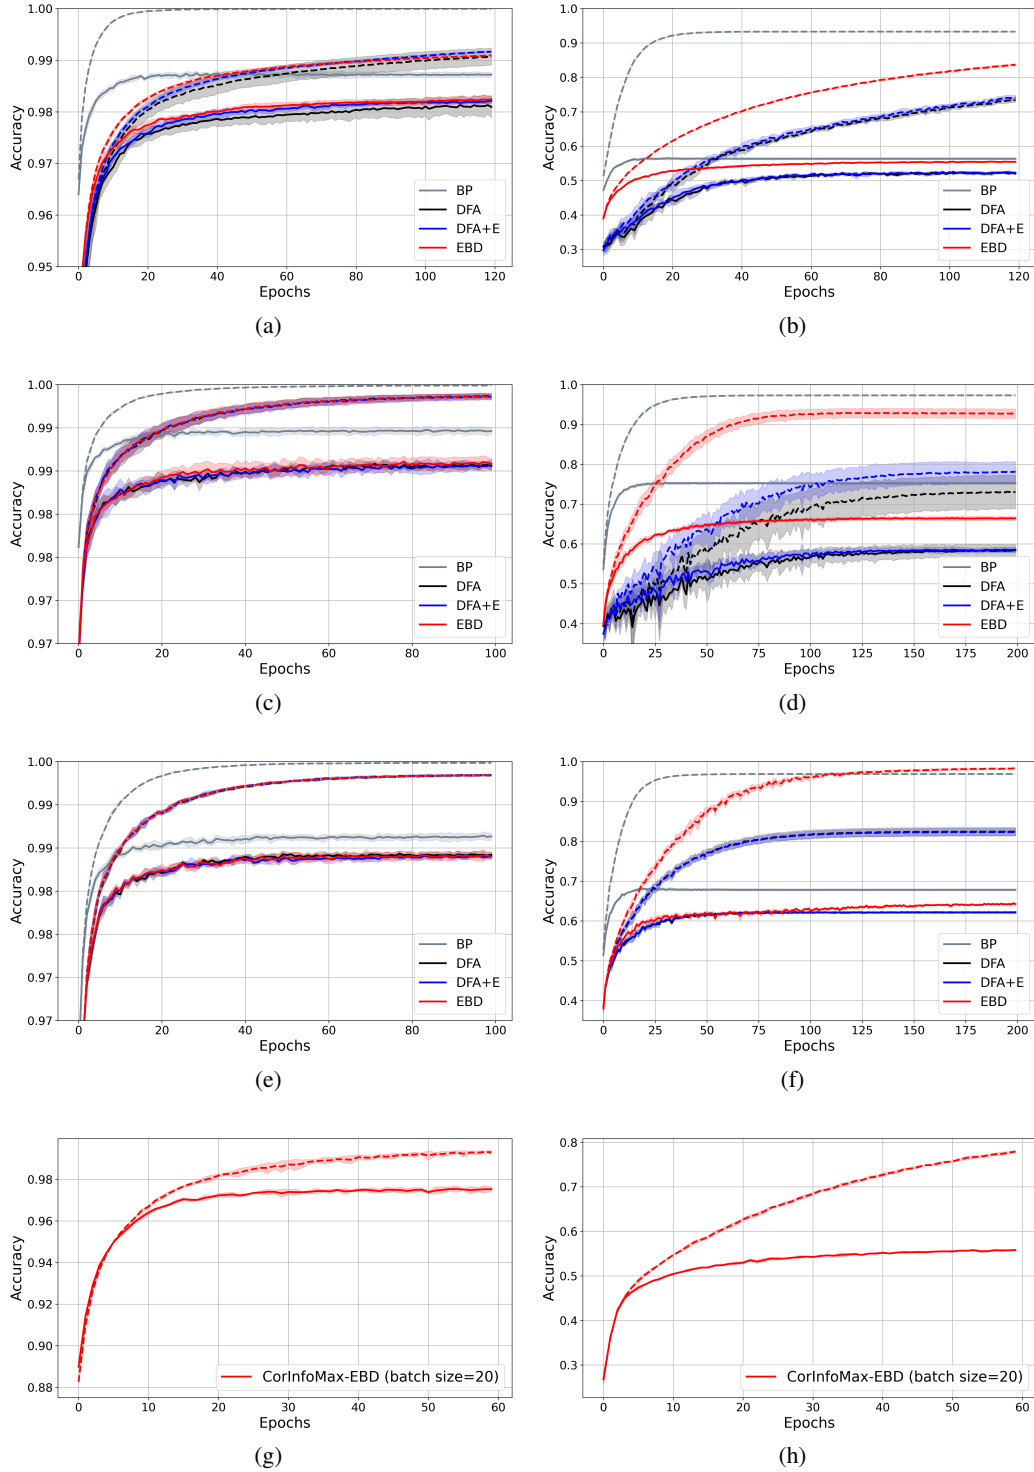 1.00
0.99
0.98
0.97
0.96
0.95
Accuracy
0 20 40 60 80 100 120
Epochs
BP
DFA
DFA+E
EBD
(a)
1.0
0.9
0.8
0.7
0.6
0.5
0.4
0.3
Accuracy
0 20 40 60 80 100 120
Epochs
BP
DFA
DFA+E
EBD
(b)
1.00
0.99
0.99
0.98
0.98
0.97
0.97
Accuracy
0 20 40 60 80 100
Epochs
BP
DFA
DFA+E
EBD
(c)
1.0
0.9
0.8
0.7
0.6
0.5
0.4
Accuracy
0 25 50 75 100 125 150 175 200
Epochs
BP
DFA
DFA+E
EBD
(d)
1.00
0.99
0.99
0.98
0.98
0.97
0.97
Accuracy
0 20 40 60 80 100
Epochs
BP
DFA
DFA+E
EBD
(e)
1.0
0.9
0.8
0.7
0.6
0.5
0.4
Accuracy
0 25 50 75 100 125 150 175 200
Epochs
BP
DFA
DFA+E
EBD
(f)
0.98
0.96
0.94
0.92
0.90
0.88
Accuracy
0 10 20 30 40 50 60
Epochs
CorInfoMax-EBD (batch size=20)
(g)
0.8
0.7
0.6
0.5
0.4
0.3
Accuracy
0 10 20 30 40 50 60
Epochs
CorInfoMax-EBD (batch size=20)
(h)